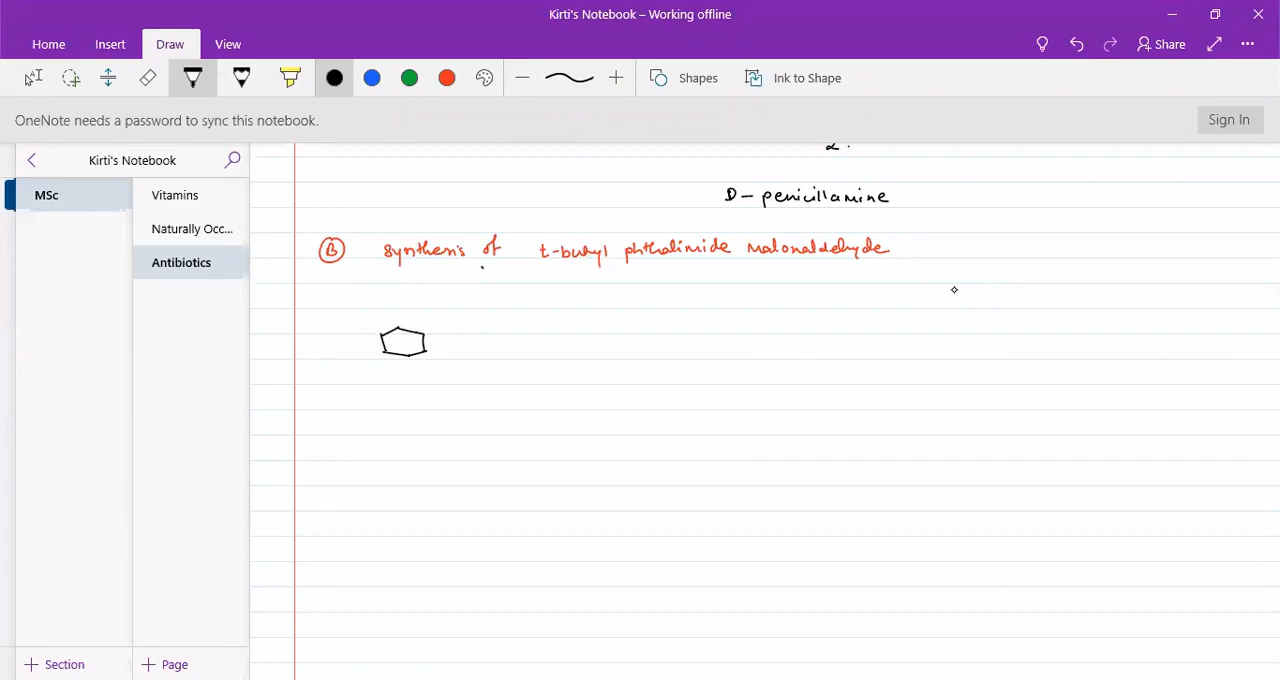 Kirti's Notebook – Working offline
Home Insert Draw View
Share
Shapes Ink to Shape
OneNote needs a password to sync this notebook. Sign In
Kirti's Notebook
MSc
Vitamins
Naturally Occ...
Antibiotics
D - penicillamine
B synthesis of t-butyl phthalimide malonaldehyde
+ Section + Page